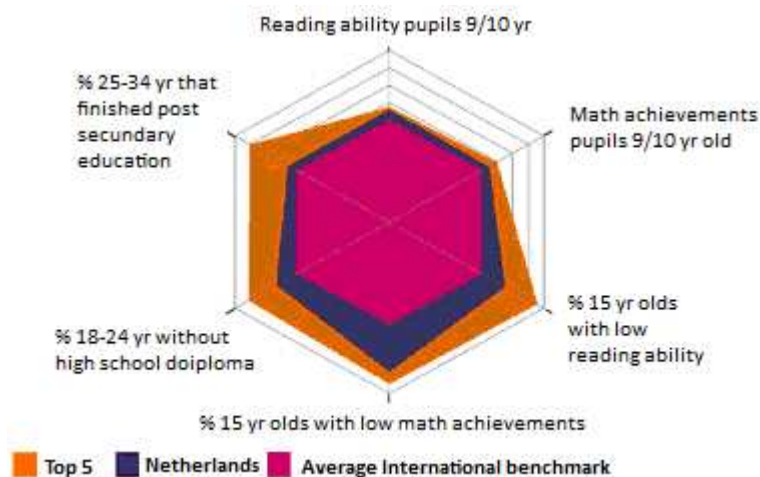 Reading ability pupils 9/10 yr
% 25-34 yr that
finished post
secundary
education
Math achievements
pupils 9/10 yr old
% 15 yr olds
with low
reading ability
% 18-24 yr without
high school doiploma
% 15 yr olds with low math achievements
Top 5
Netherlands
Average International benchmark